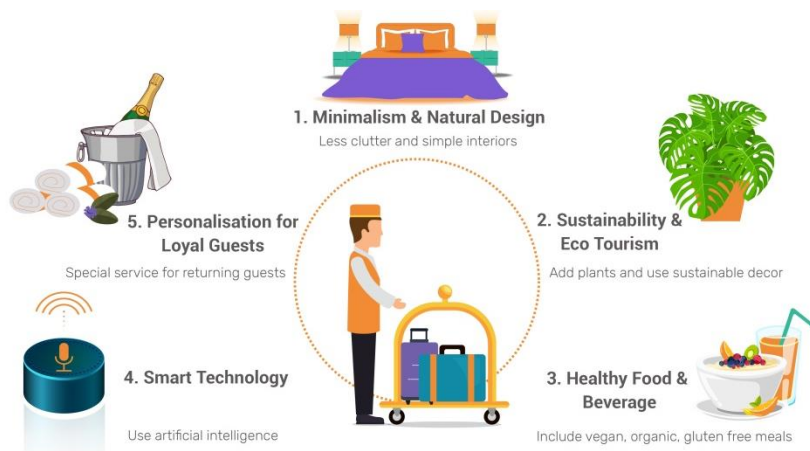 1. Minimalism & Natural Design
Less clutter and simple interiors
2. Sustainability &
Eco Tourism
Add plants and use sustainable decor
3. Healthy Food &
Beverage
Include vegan, organic, gluten free meals
4. Smart Technology
Use artificial intelligence
5. Personalisation for
Loyal Guests
Special service for returning guests